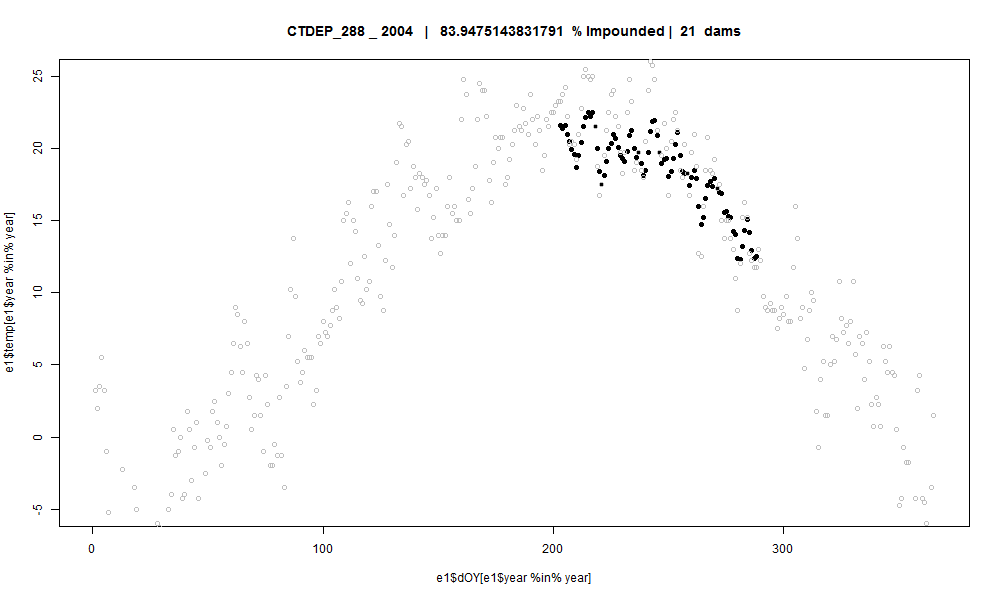 CTDEP_288 _ 2004 | 83.9475143831791 % Impounded | 21 dams
25
20
15
10
5
0
-5
e1$temp[e1$year %in% year]
0 100 200 300
e1$dOY[e1$year %in% year]